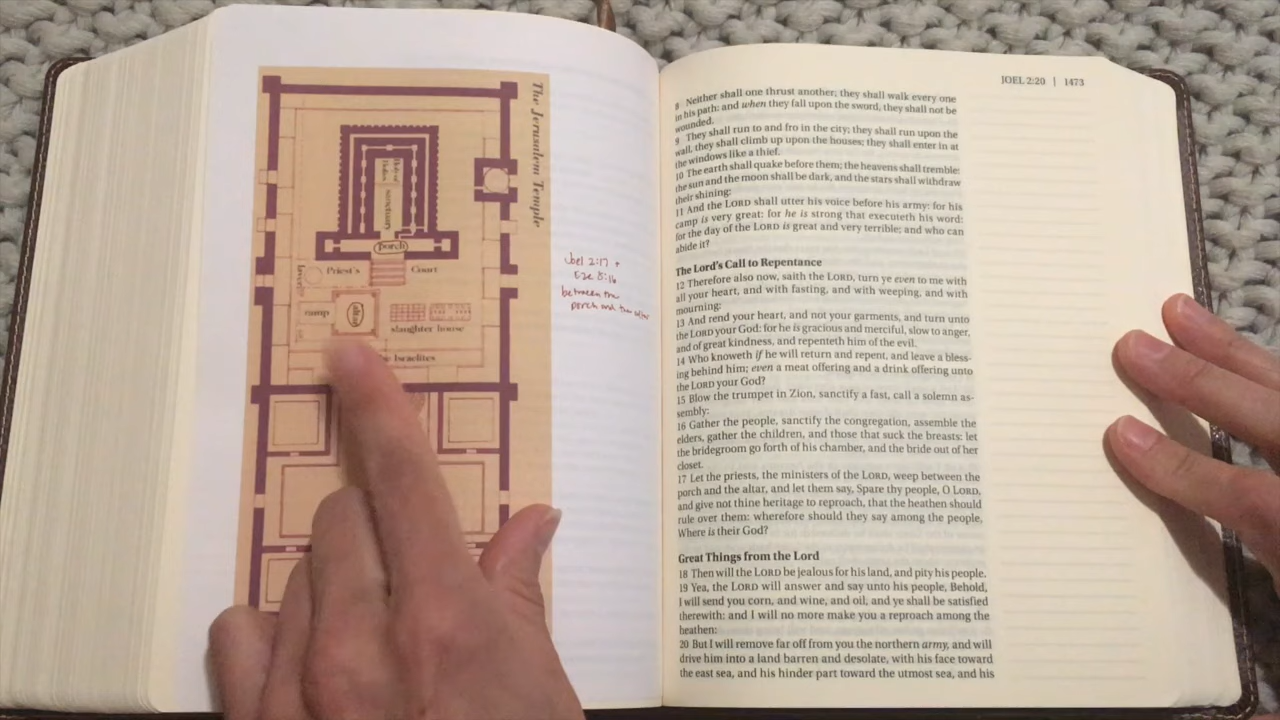 The Jerusalem Temple
Holy of
Holies
sanctuary
Porch
Priest's Court
laver
ramp
altar
slaughter house
Israelites
Joel 2:17 +
Eze 8:16
between the
porch and the altar
JOEL 2:20 | 1473
8 Neither shall one thrust another; they shall walk every one
in his path: and when they fall upon the sword, they shall not be
wounded.
9 They shall run to and fro in the city; they shall run upon the
wall, they shall climb up upon the houses; they shall enter in at
the windows like a thief.
10 The earth shall quake before them; the heavens shall tremble:
the sun and the moon shall be dark, and the stars shall withdraw
their shining:
11 And the LORD shall utter his voice before his army: for his
camp is very great: for he is strong that executeth his word:
for the day of the LORD is great and very terrible; and who can
abide it?
The Lord's Call to Repentance
12 Therefore also now, saith the LORD, turn ye even to me with
all your heart, and with fasting, and with weeping, and with
mourning:
13 And rend your heart, and not your garments, and turn unto
the LORD your God: for he is gracious and merciful, slow to anger,
and of great kindness, and repenteth him of the evil.
14 Who knoweth if he will return and repent, and leave a bless-
ing behind him; even a meat offering and a drink offering unto
the LORD your God?
15 Blow the trumpet in Zion, sanctify a fast, call a solemn as-
sembly:
16 Gather the people, sanctify the congregation, assemble the
elders, gather the children, and those that suck the breasts: let
the bridegroom go forth of his chamber, and the bride out of her
closet.
17 Let the priests, the ministers of the LORD, weep between the
porch and the altar, and let them say, Spare thy people, O LORD,
and give not thine heritage to reproach, that the heathen should
rule over them: wherefore should they say among the people,
Where is their God?
Great Things from the Lord
18 Then will the LORD be jealous for his land, and pity his people.
19 Yea, the LORD will answer and say unto his people, Behold,
I will send you corn, and wine, and oil, and ye shall be satisfied
therewith: and I will no more make you a reproach among the
heathen:
20 But I will remove far off from you the northern army, and will
drive him into a land barren and desolate, with his face toward
the east sea, and his hinder part toward the utmost sea, and his